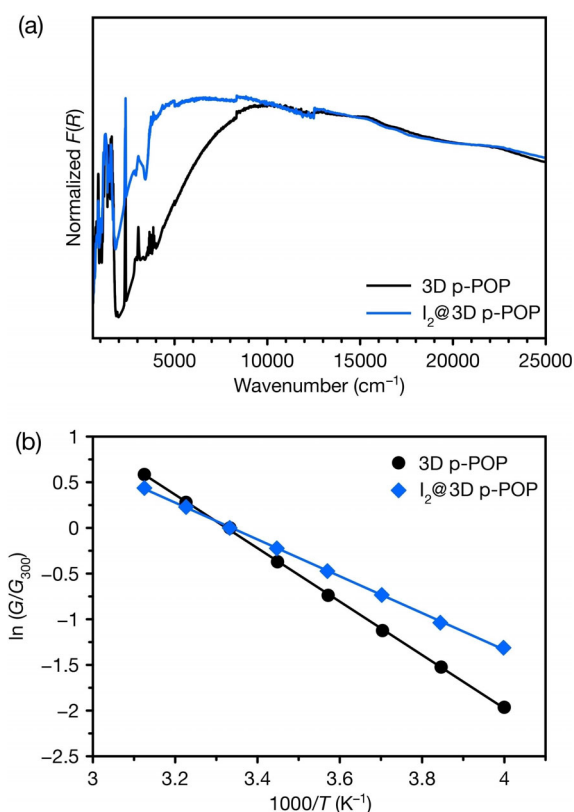 (a)
Normalized F(R)
3D p-POP
I₂@3D p-POP
5000 10000 15000 20000 25000
Wavenumber (cm⁻¹)
(b)
1
0.5
0
−0.5
−1
−1.5
−2
−2.5
ln (G/G₃₀₀)
3D p-POP
I₂@3D p-POP
3 3.2 3.4 3.6 3.8 4
1000/T (K⁻¹)